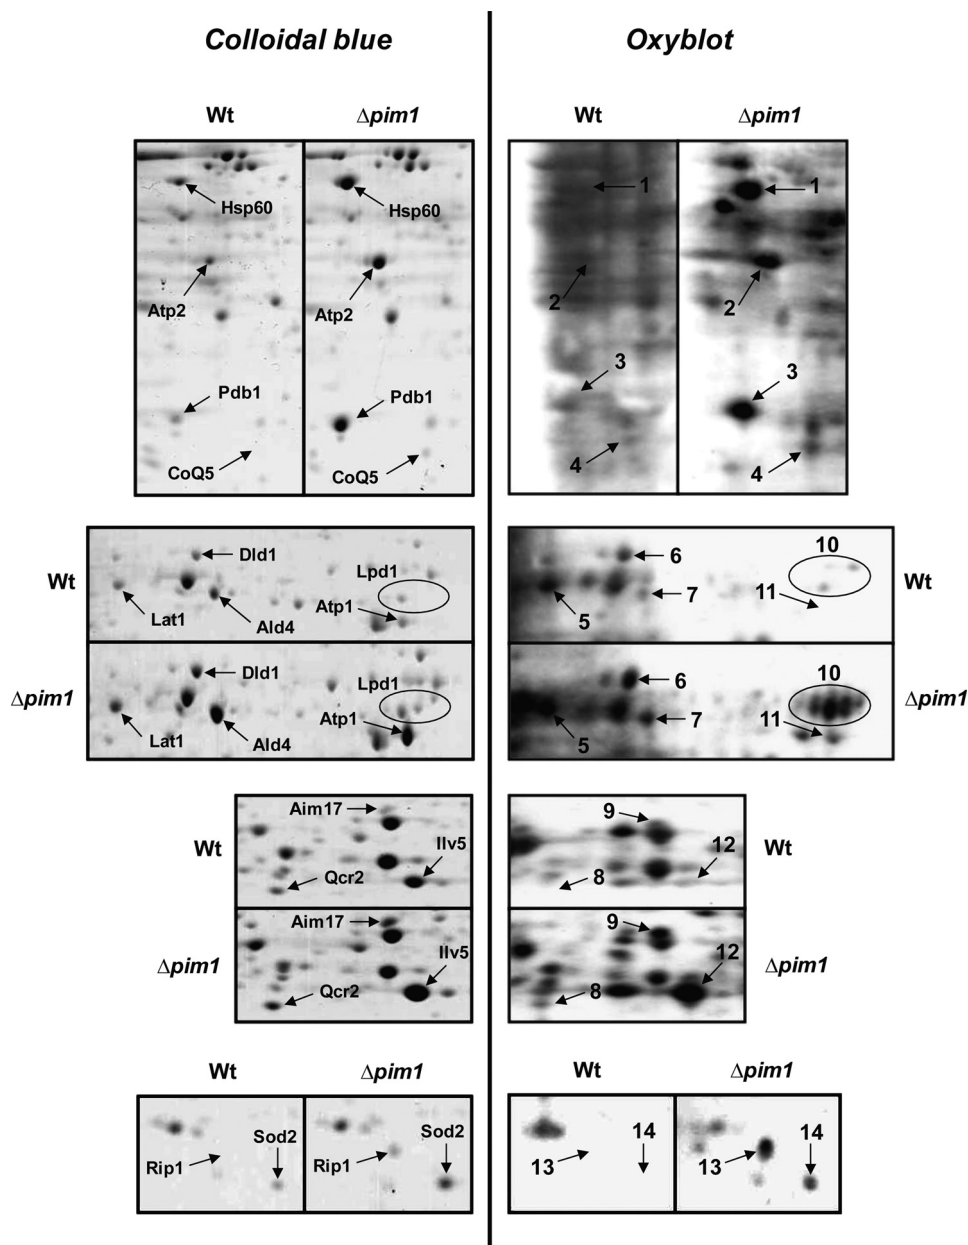 Colloidal blue Oxyblot
Wt Δpim1 Wt Δpim1
Hsp60 Hsp60 1 1
Atp2 Atp2 2 2
Pdb1 Pdb1 3 3
CoQ5 CoQ5 4 4
Wt Dld1 Lpd1 6 10 Wt
Lat1 Ald4 Atp1 5 7 11
Δpim1 Dld1 Lpd1 6 10 Δpim1
Lat1 Ald4 Atp1 5 7 11
Aim17 9
Wt Ilv5 12 Wt
Qcr2 8
Aim17 9
Δpim1 Ilv5 12 Δpim1
Qcr2 8
Wt Δpim1 Wt Δpim1
Sod2 Sod2 14 14
Rip1 Rip1 13 13